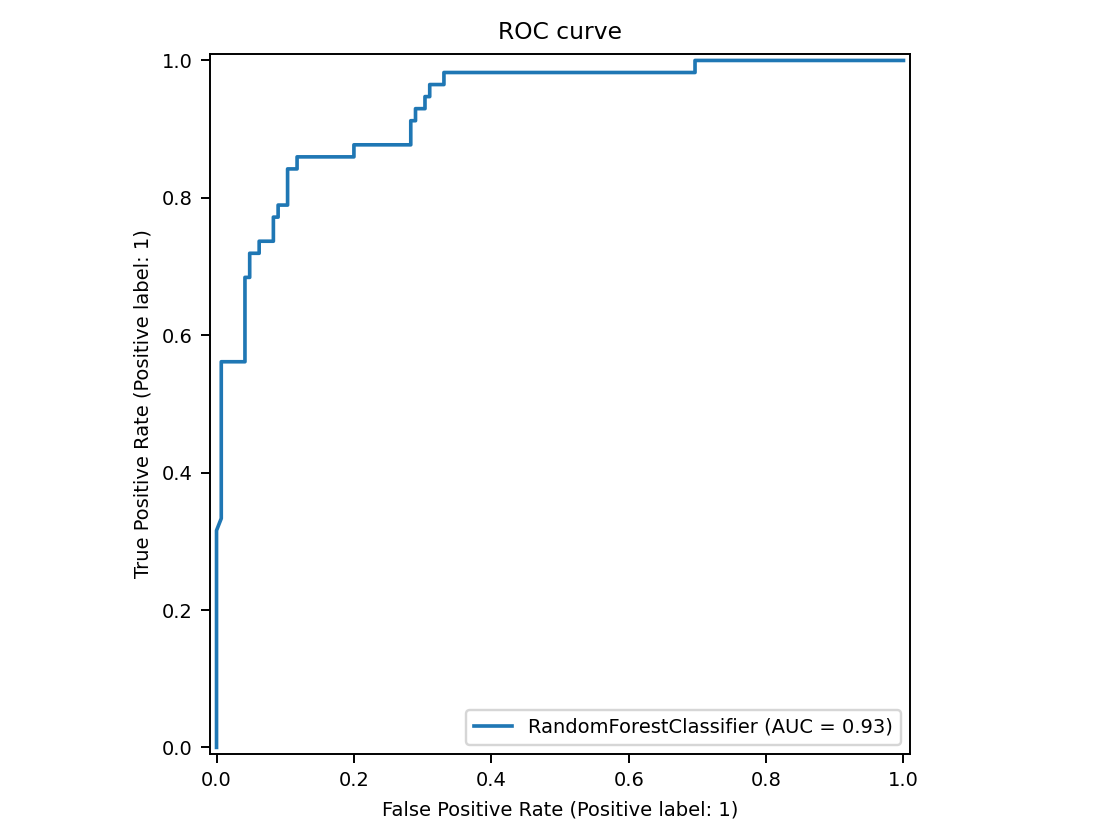 ROC curve
True Positive Rate (Positive label: 1)
1.0
0.8
0.6
0.4
0.2
0.0
RandomForestClassifier (AUC = 0.93)
0.0 0.2 0.4 0.6 0.8 1.0
False Positive Rate (Positive label: 1)